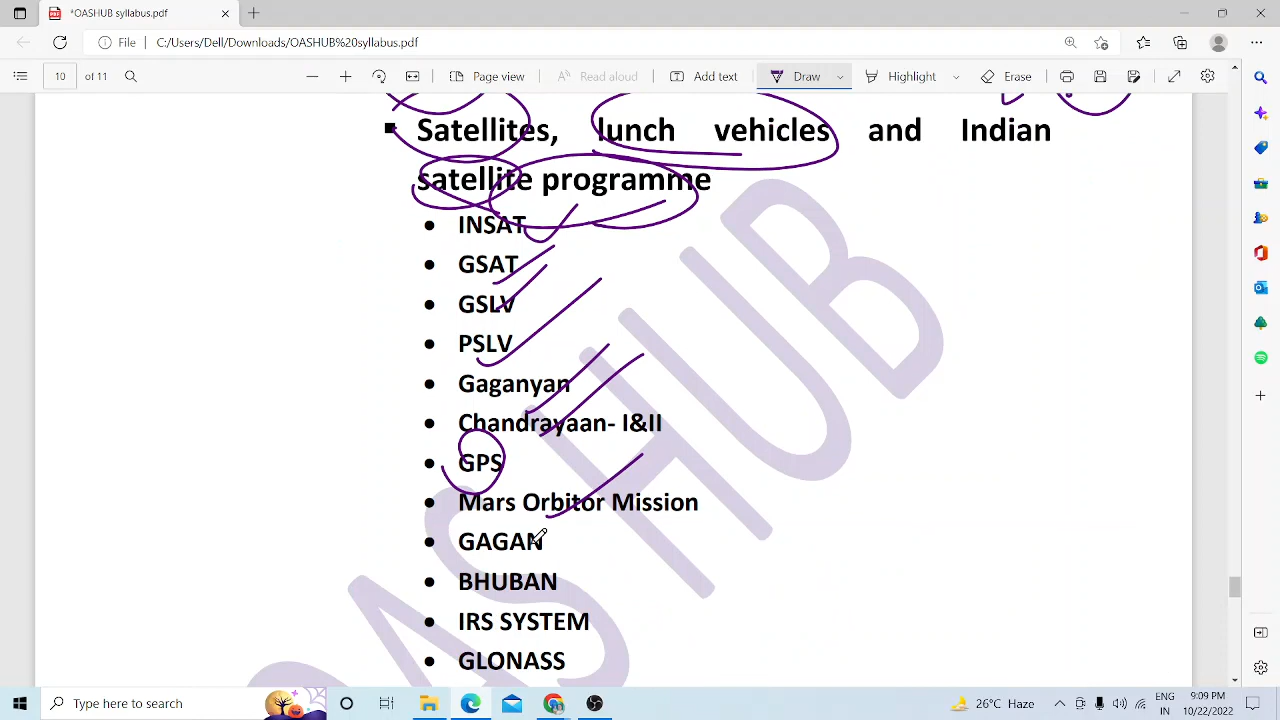 *OASHUB syllabus.pdf
File C:/Users/Dell/Downloads/OASHUB%20syllabus.pdf
10 of 11 Page view Read aloud Add text Draw Highlight Erase
Satellites, lunch vehicles and Indian
satellite programme
INSAT
GSAT
GSLV
PSLV
Gaganyan
Chandrayaan- I&II
GPS
Mars Orbitor Mission
GAGAN
BHUBAN
IRS SYSTEM
GLONASS
OASHUB
Type here to search
26°C Haze
ENG
IN
9:09 PM
10/22/2022